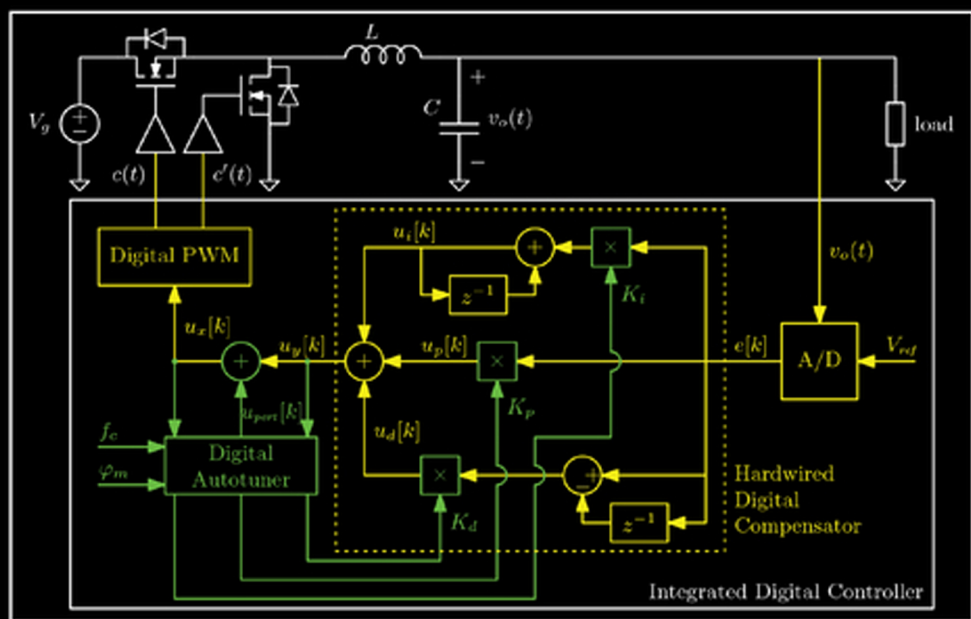 L
V_g
C
+
v_o(t)
−
load
c(t)
c′(t)
Digital PWM
u_i[k]
+
×
z⁻¹
K_i
v_o(t)
u_x[k]
+
u_y[k]
+
u_p[k]
×
e[k]
A/D
V_ref
K_p
u_pert[k]
u_d[k]
f_c
φ_m
Digital
Autotuner
×
K_d
−
+
z⁻¹
Hardwired
Digital
Compensator
Integrated Digital Controller